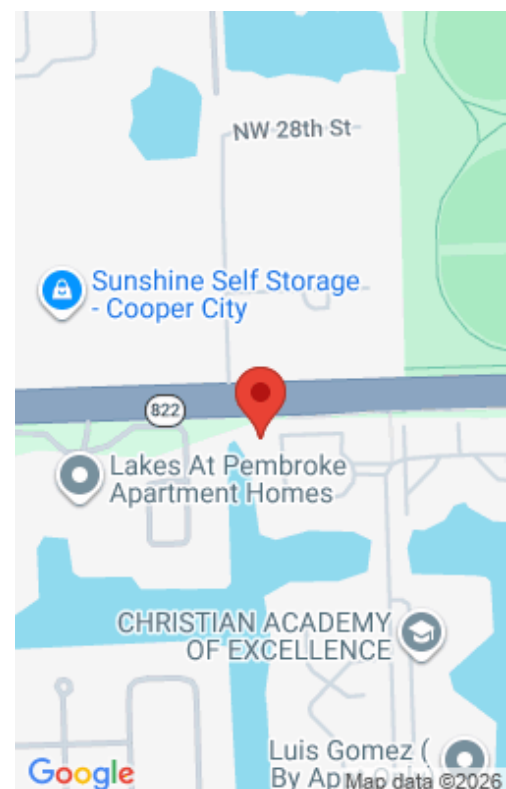 NW 28th St
Sunshine Self Storage
- Cooper City
822
Lakes At Pembroke
Apartment Homes
CHRISTIAN ACADEMY
OF EXCELLENCE
Luis Gomez (
By
Google
Map data ©2026